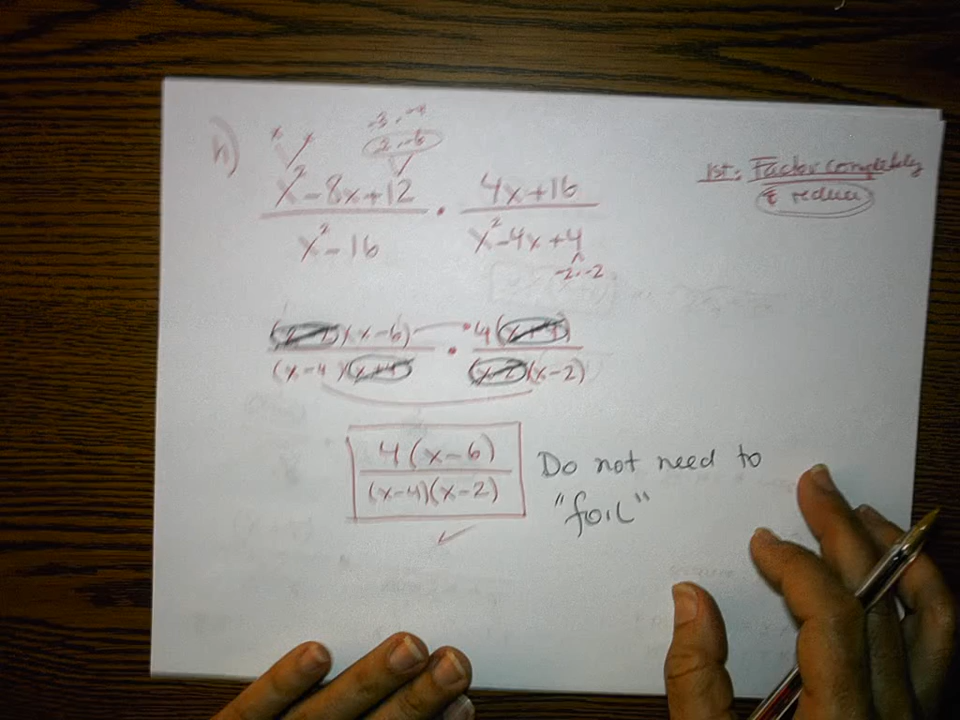 h)
x x -3·-4
-2·-6
x²-8x+12 / x²-16 · 4x+16 / x²-4x+4
-2·-2
1st: Factor completely
& reduce
(x-2)(x-6) / (x-4)(x+4) · 4(x+4) / (x-2)(x-2)
4(x-6) / (x-4)(x-2)
Do not need to
"foil"